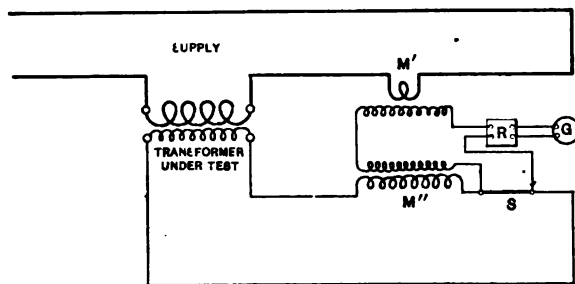 SUPPLY
M'
R
G
TRANSFORMER
UNDER TEST
M"
S